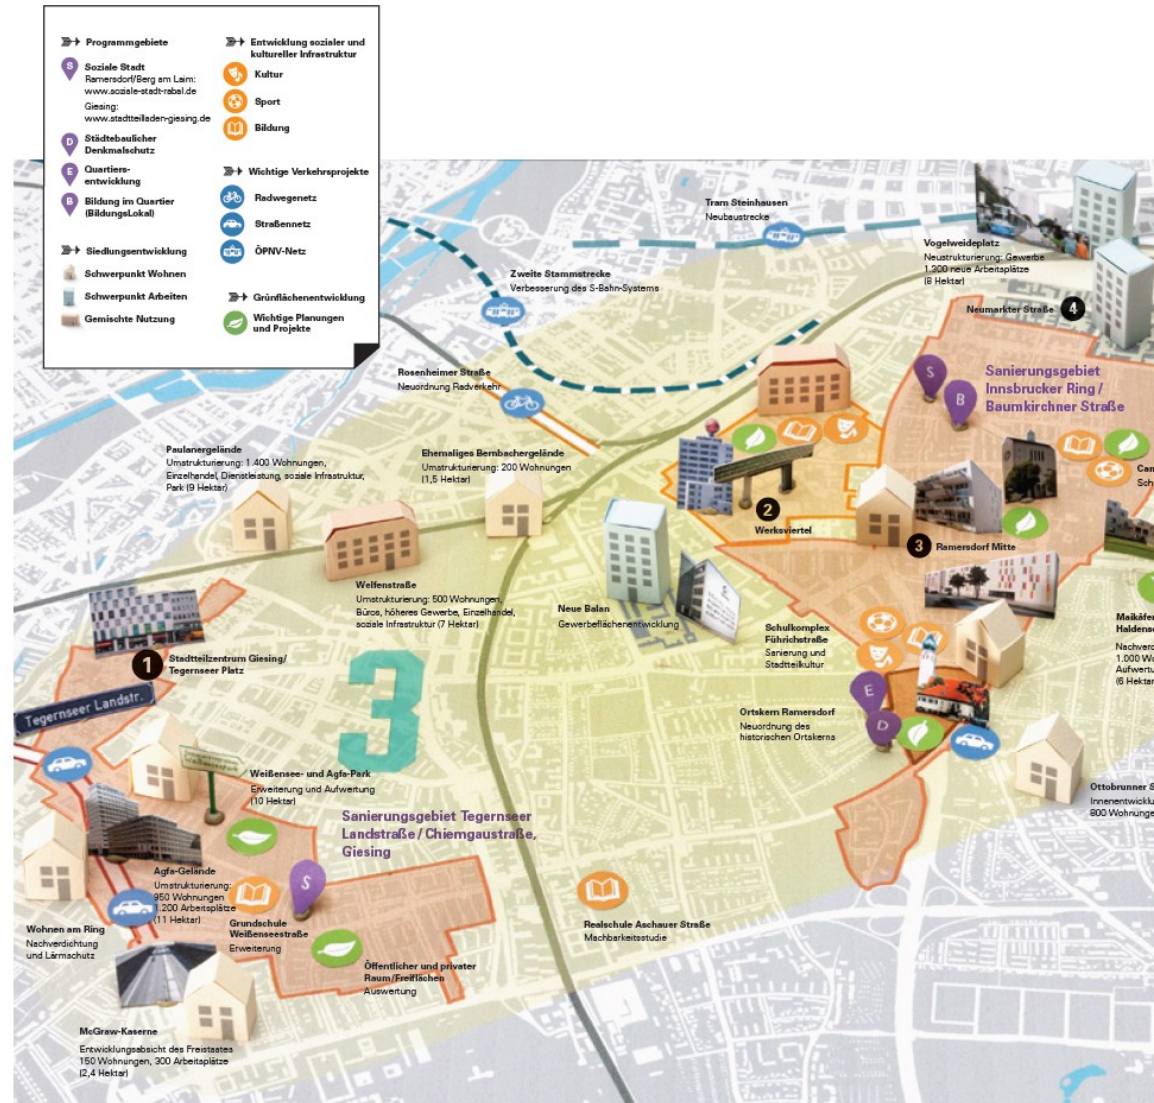 Programmgebiete
S
Soziale Stadt
Ramersdorf/Berg am Laim:
www.soziale-stadt-rabal.de
Giesing:
www.stadtteilladen-giesing.de
D
Städtebaulicher
Denkmalschutz
E
Quartiers-
entwicklung
B
Bildung im Quartier
(BildungsLokal)
Siedlungsentwicklung
Schwerpunkt Wohnen
Schwerpunkt Arbeiten
Gemischte Nutzung
Entwicklung sozialer und
kultureller Infrastruktur
Kultur
Sport
Bildung
Wichtige Verkehrsprojekte
Radwegenetz
Straßennetz
ÖPNV-Netz
Grünflächenentwicklung
Wichtige Planungen
und Projekte
Tram Steinhausen
Neubaustrecke
Vogelweideplatz
Neustrukturierung: Gewerbe
1.300 neue Arbeitsplätze
(8 Hektar)
Zweite Stammstrecke
Verbesserung des S-Bahn-Systems
Neumarkter Straße
4
Rosenheimer Straße
Neuordnung Radverkehr
S
B
Sanierungsgebiet
Innsbrucker Ring /
Baumkirchner Straße
Paulanergelände
Umstrukturierung: 1.400 Wohnungen,
Einzelhandel, Dienstleistung, soziale Infrastruktur,
Park (9 Hektar)
Ehemaliges Bernbachergelände
Umstrukturierung: 200 Wohnungen
(1,5 Hektar)
2
Werksviertel
3
Ramersdorf Mitte
Welfenstraße
Umstrukturierung: 500 Wohnungen,
Büros, höheres Gewerbe, Einzelhandel,
soziale Infrastruktur (7 Hektar)
Neue Balan
Gewerbeflächenentwicklung
Schulkomplex
Führichstraße
Sanierung und
Stadtteilkultur
1
Stadtteilzentrum Giesing/
Tegernseer Platz
Tegernseer Landstr.
3
E
D
Ortskern Ramersdorf
Neuordnung des
historischen Ortskerns
Weißensee- und Agfa-Park
Erweiterung und Aufwertung
(10 Hektar)
Sanierungsgebiet Tegernseer
Landstraße / Chiemgaustraße,
Giesing
Agfa-Gelände
Umstrukturierung:
950 Wohnungen
1.200 Arbeitsplätze
(11 Hektar)
S
Wohnen am Ring
Nachverdichtung
und Lärmschutz
Grundschule
Weißenseestraße
Erweiterung
Realschule Aschauer Straße
Machbarkeitsstudie
Öffentlicher und privater
Raum/Freiflächen
Auswertung
McGraw-Kaserne
Entwicklungsabsicht des Freistaates
150 Wohnungen, 300 Arbeitsplätze
(2,4 Hektar)